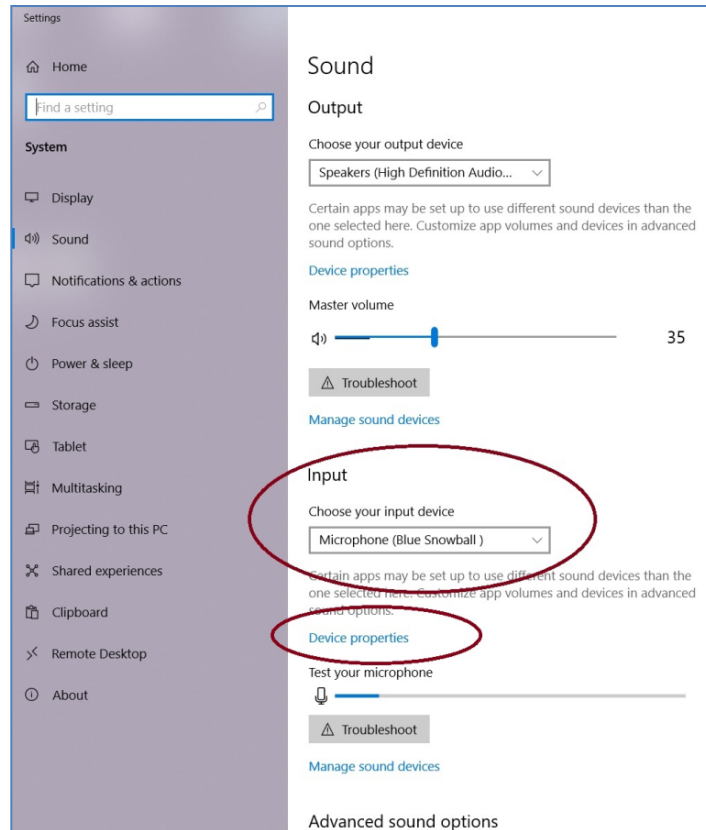 Settings
Home
Find a setting
System
Display
Sound
Notifications & actions
Focus assist
Power & sleep
Storage
Tablet
Multitasking
Projecting to this PC
Shared experiences
Clipboard
Remote Desktop
About
Sound
Output
Choose your output device
Speakers (High Definition Audio...
Certain apps may be set up to use different sound devices than the
one selected here. Customize app volumes and devices in advanced
sound options.
Device properties
Master volume
35
Troubleshoot
Manage sound devices
Input
Choose your input device
Microphone (Blue Snowball )
Certain apps may be set up to use different sound devices than the
one selected here. Customize app volumes and devices in advanced
sound options.
Device properties
Test your microphone
Troubleshoot
Manage sound devices
Advanced sound options